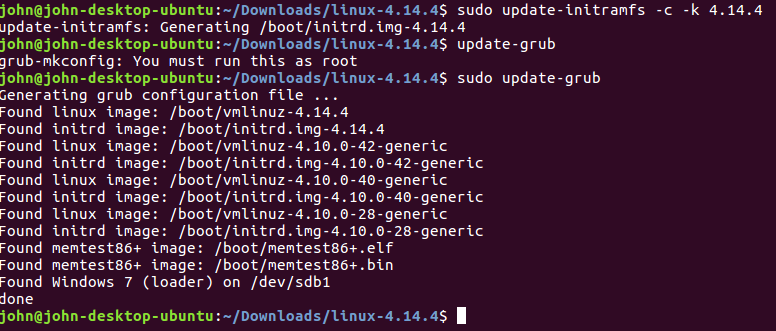 john@john-desktop-ubuntu:~/Downloads/linux-4.14.4$ sudo update-initramfs -c -k 4.14.4
update-initramfs: Generating /boot/initrd.img-4.14.4
john@john-desktop-ubuntu:~/Downloads/linux-4.14.4$ update-grub
grub-mkconfig: You must run this as root
john@john-desktop-ubuntu:~/Downloads/linux-4.14.4$ sudo update-grub
Generating grub configuration file ...
Found linux image: /boot/vmlinuz-4.14.4
Found initrd image: /boot/initrd.img-4.14.4
Found linux image: /boot/vmlinuz-4.10.0-42-generic
Found initrd image: /boot/initrd.img-4.10.0-42-generic
Found linux image: /boot/vmlinuz-4.10.0-40-generic
Found initrd image: /boot/initrd.img-4.10.0-40-generic
Found linux image: /boot/vmlinuz-4.10.0-28-generic
Found initrd image: /boot/initrd.img-4.10.0-28-generic
Found memtest86+ image: /boot/memtest86+.elf
Found memtest86+ image: /boot/memtest86+.bin
Found Windows 7 (loader) on /dev/sdb1
done
john@john-desktop-ubuntu:~/Downloads/linux-4.14.4$